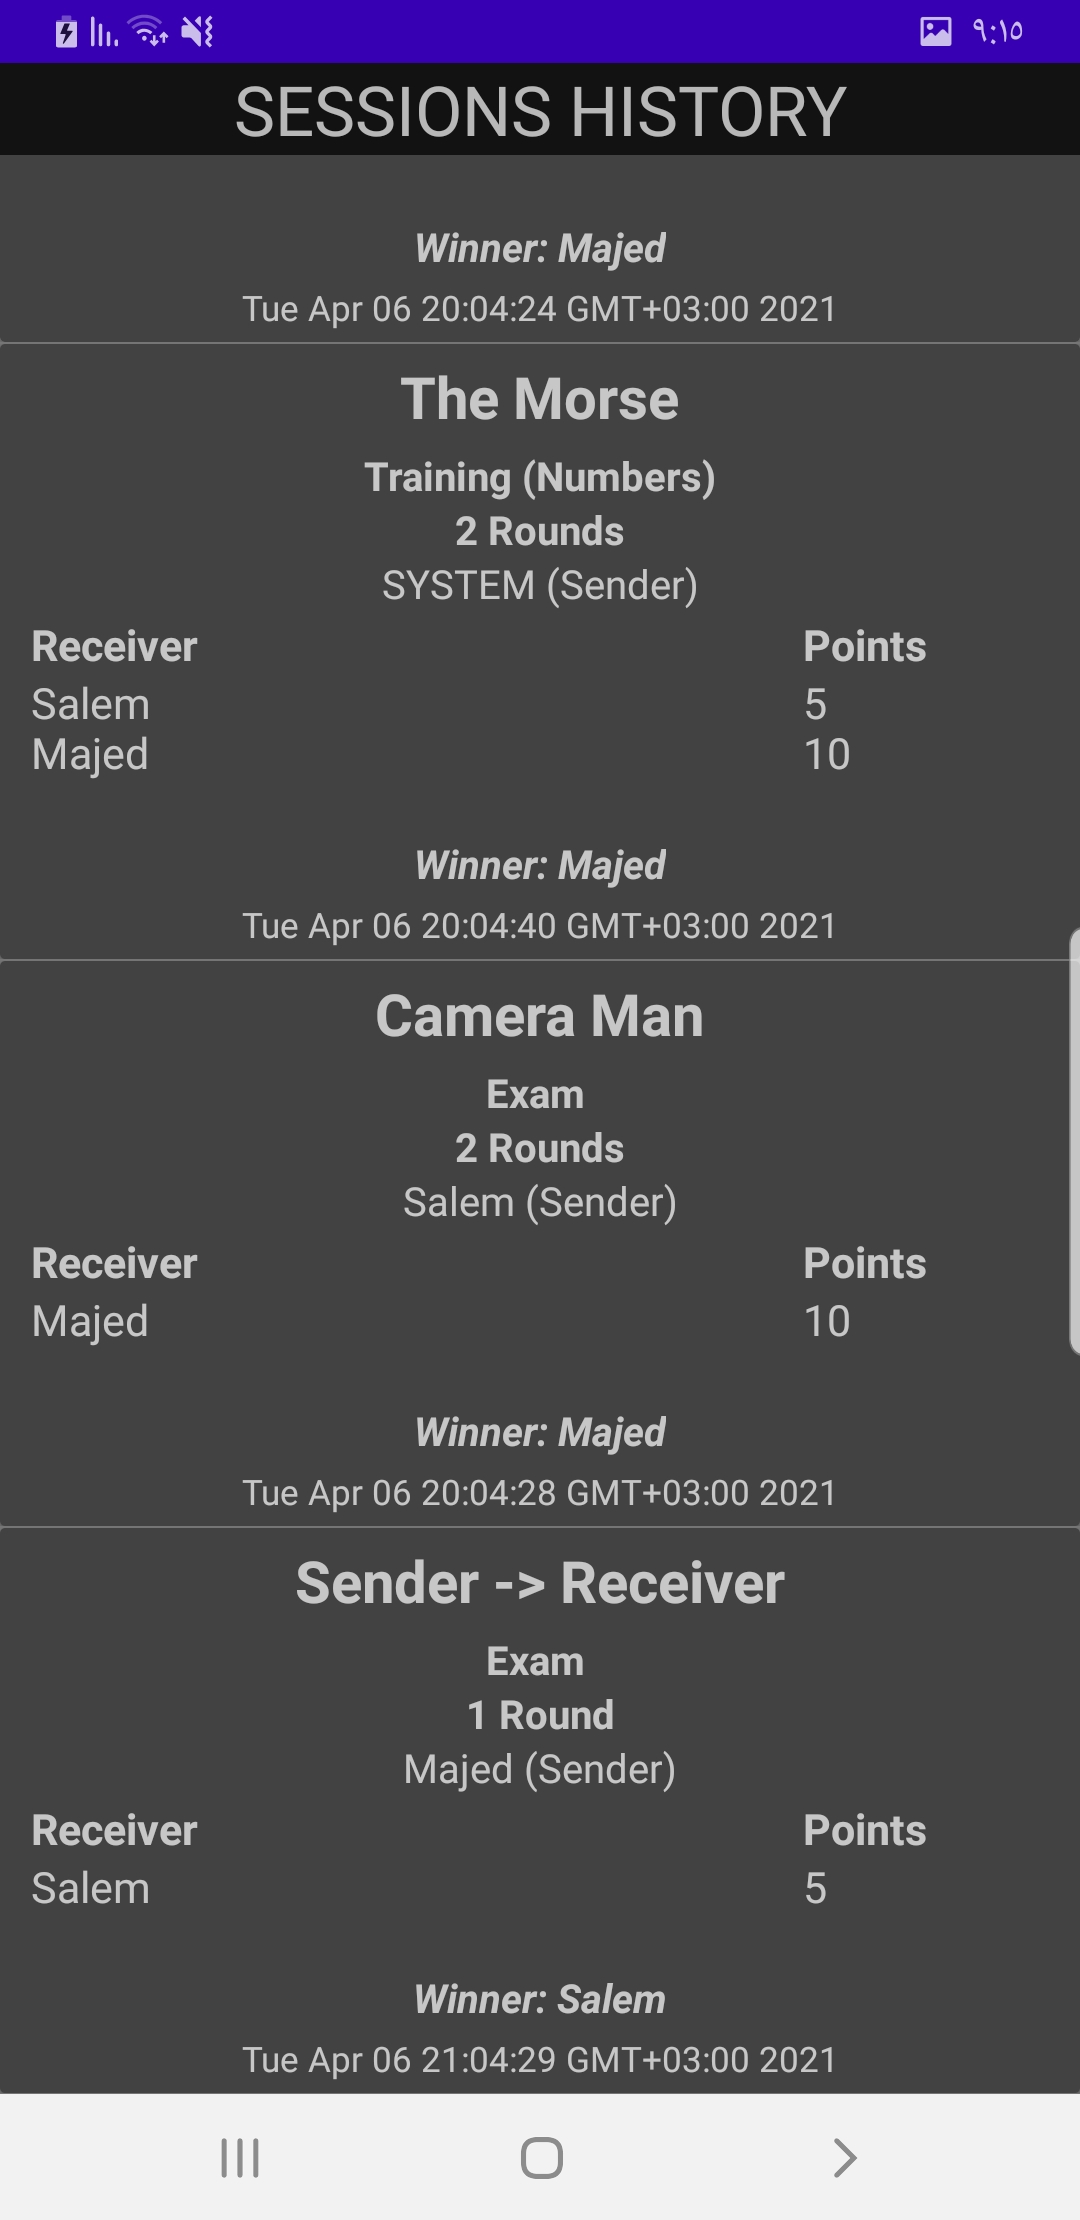 ٩:١٥
SESSIONS HISTORY
Winner: Majed
Tue Apr 06 20:04:24 GMT+03:00 2021
The Morse
Training (Numbers)
2 Rounds
SYSTEM (Sender)
Receiver Points
Salem 5
Majed 10
Winner: Majed
Tue Apr 06 20:04:40 GMT+03:00 2021
Camera Man
Exam
2 Rounds
Salem (Sender)
Receiver Points
Majed 10
Winner: Majed
Tue Apr 06 20:04:28 GMT+03:00 2021
Sender -> Receiver
Exam
1 Round
Majed (Sender)
Receiver Points
Salem 5
Winner: Salem
Tue Apr 06 21:04:29 GMT+03:00 2021